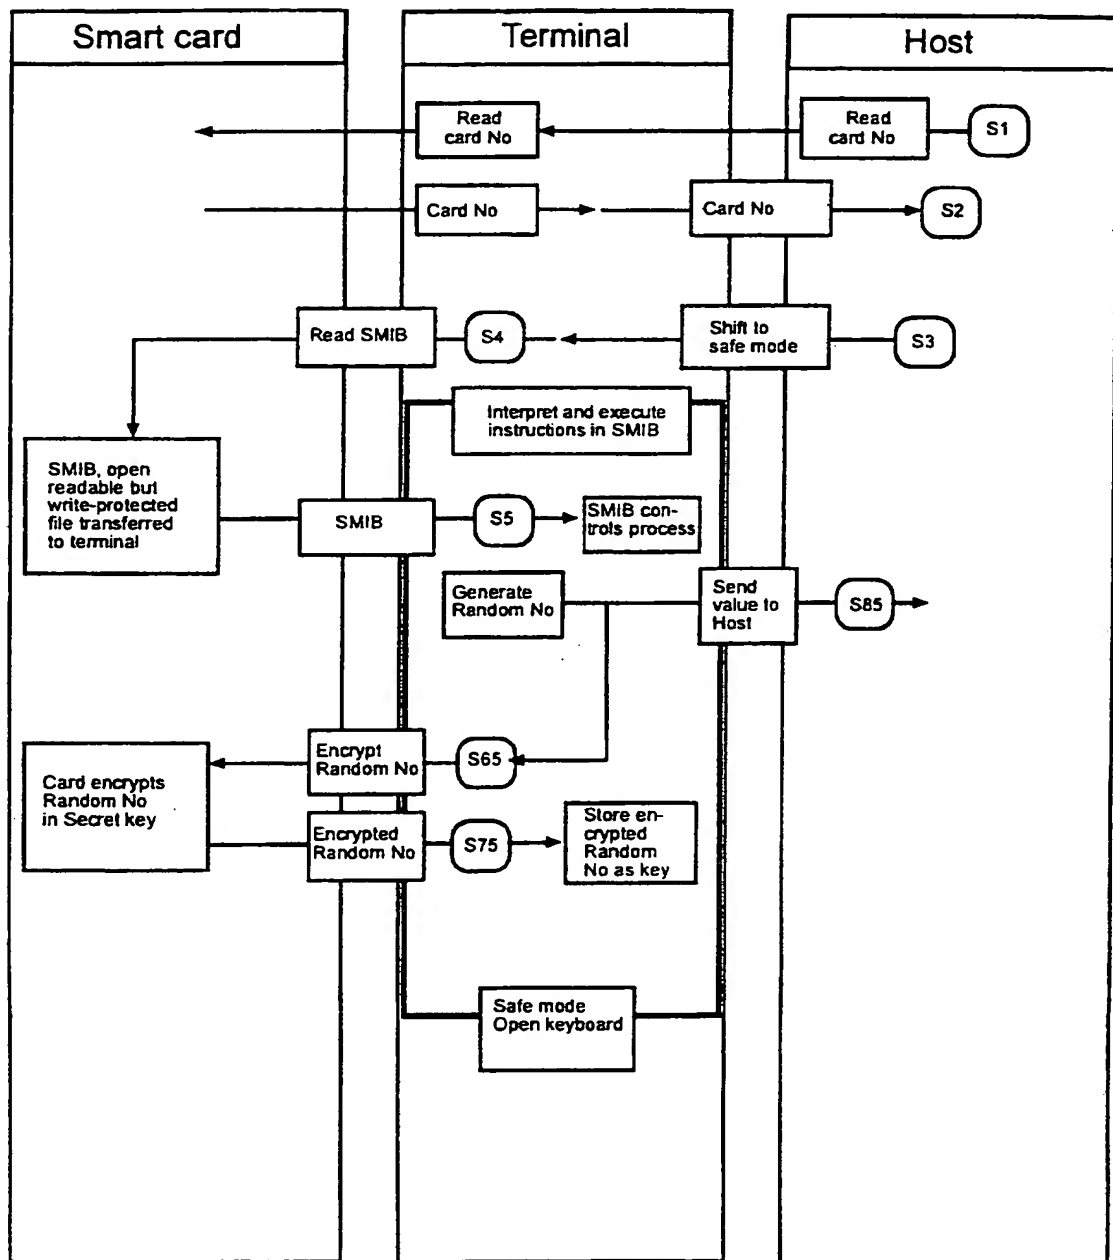 Smart card
Terminal
Host
Read
card No
Read
card No
S1
Card No
Card No
S2
Read SMIB
S4
Shift to
safe mode
S3
Interpret and execute
instructions in SMIB
SMIB, open
readable but
write-protected
file transferred
to terminal
SMIB
S5
SMIB con-
trols process
Generate
Random No
Send
value to
Host
S85
Encrypt
Random No
S65
Card encrypts
Random No
in Secret key
Encrypted
Random No
S75
Store en-
crypted
Random
No as key
Safe mode
Open keyboard